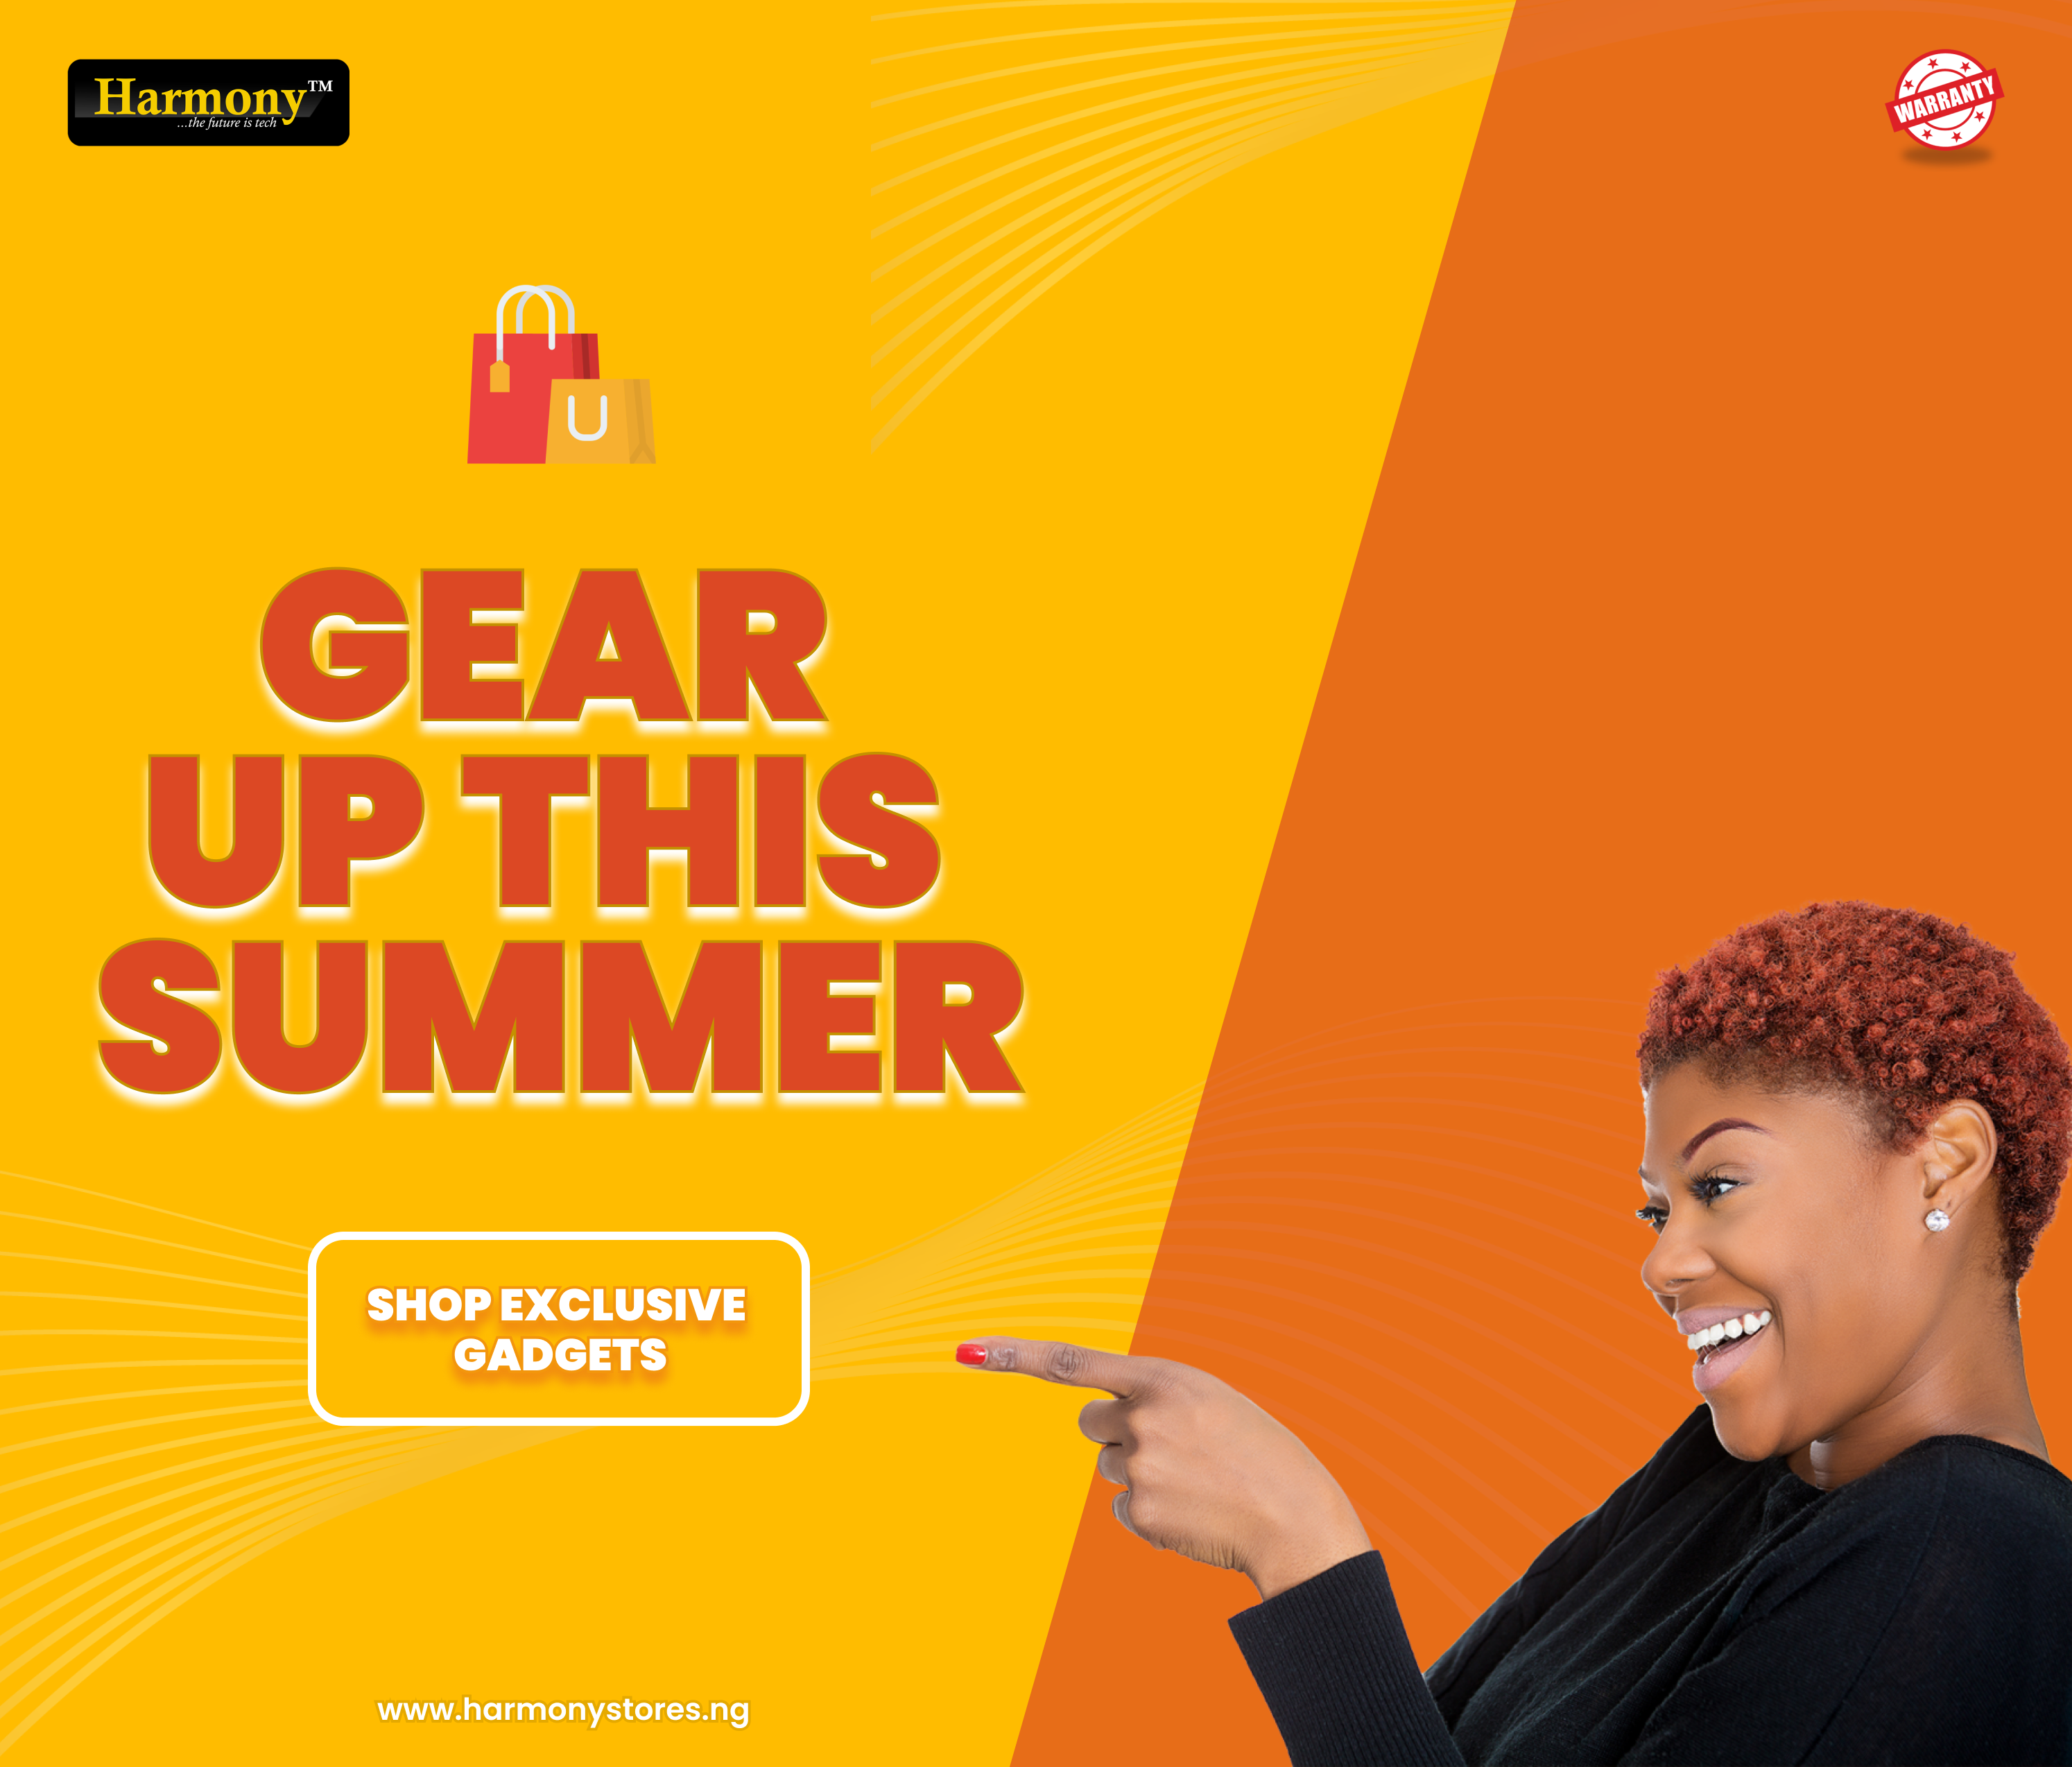 Harmony™
...the future is tech
WARRANTY
GEAR
UP THIS
SUMMER
SHOP EXCLUSIVE
GADGETS
www.harmonystores.ng